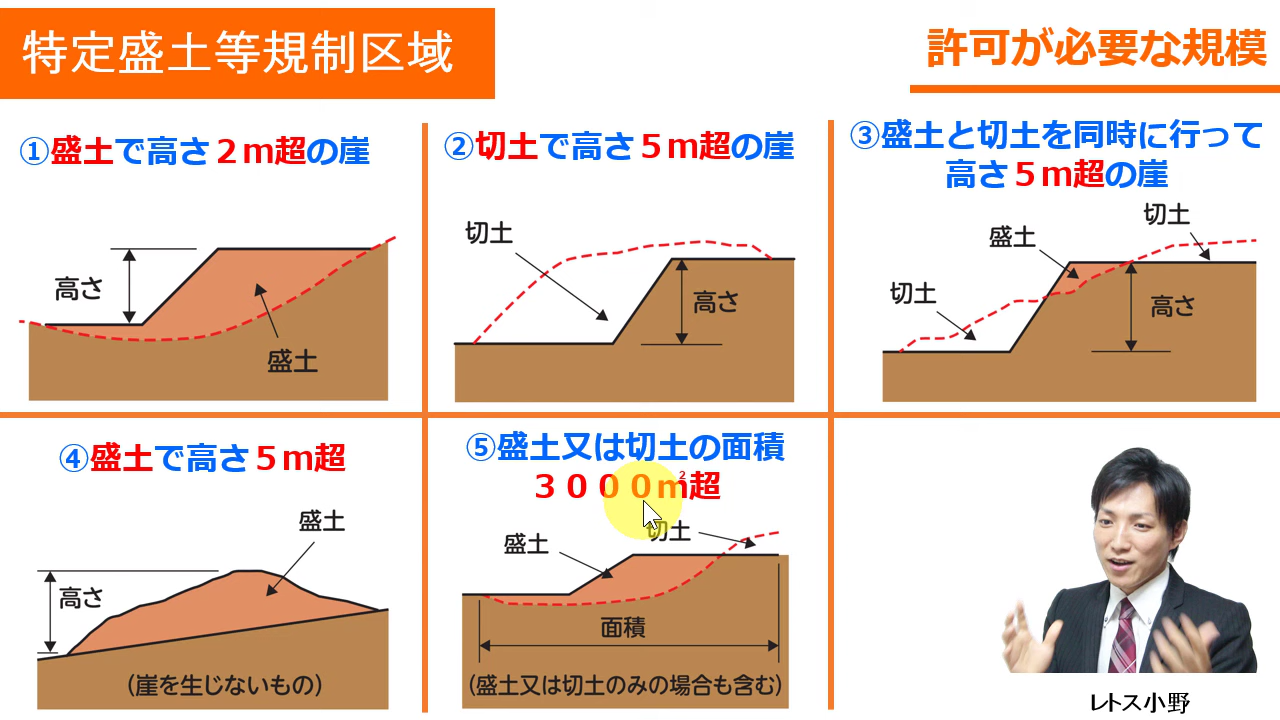 特定盛土等規制区域
許可が必要な規模
①盛土で高さ２ｍ超の崖
高さ
盛土
②切土で高さ５ｍ超の崖
切土
高さ
③盛土と切土を同時に行って
高さ５ｍ超の崖
切土
盛土
切土
高さ
④盛土で高さ５ｍ超
盛土
高さ
（崖を生じないもの）
⑤盛土又は切土の面積
３０００㎡超
盛土
切土
面積
（盛土又は切土のみの場合も含む）
レトス小野